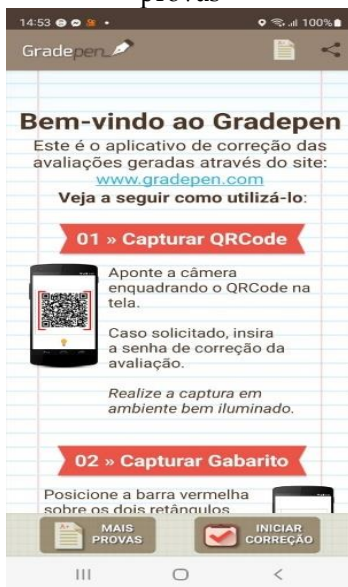 provas
14:53
100%
Gradepen
Bem-vindo ao Gradepen
Este é o aplicativo de correção das
avaliações geradas através do site:
www.gradepen.com
Veja a seguir como utilizá-lo:
01 » Capturar QRCode
Aponte a câmera
enquadrando o QRCode na
tela.
Caso solicitado, insira
a senha de correção da
avaliação.
Realize a captura em
ambiente bem iluminado.
02 » Capturar Gabarito
Posicione a barra vermelha
sobre os dois retângulos
MAIS
PROVAS
INICIAR
CORREÇÃO